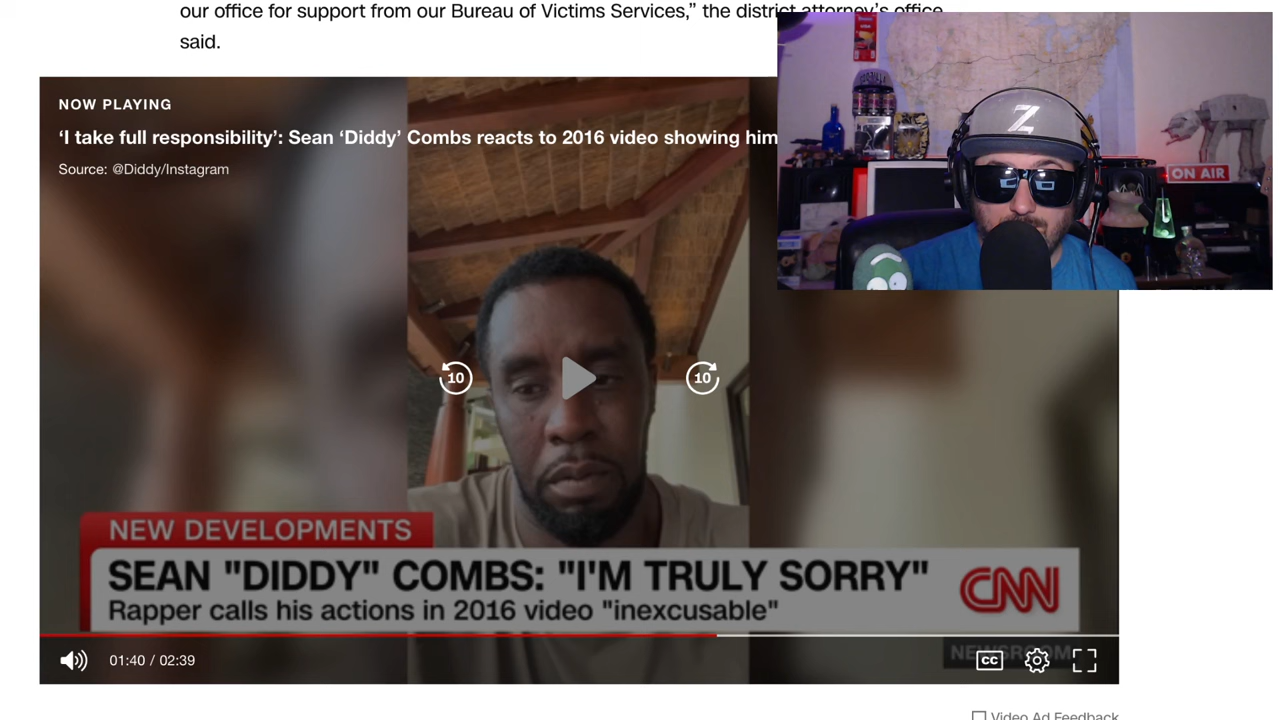 our office for support from our Bureau of Victims Services,” the district attorney’s office
said.
NOW PLAYING
‘I take full responsibility’: Sean ‘Diddy’ Combs reacts to 2016 video showing him
Source: @Diddy/Instagram
Z
ON AIR
10
10
NEW DEVELOPMENTS
SEAN "DIDDY" COMBS: "I'M TRULY SORRY"
Rapper calls his actions in 2016 video "inexcusable"
CNN
NEWSROOM
01:40 / 02:39
CC
Video Ad Feedback